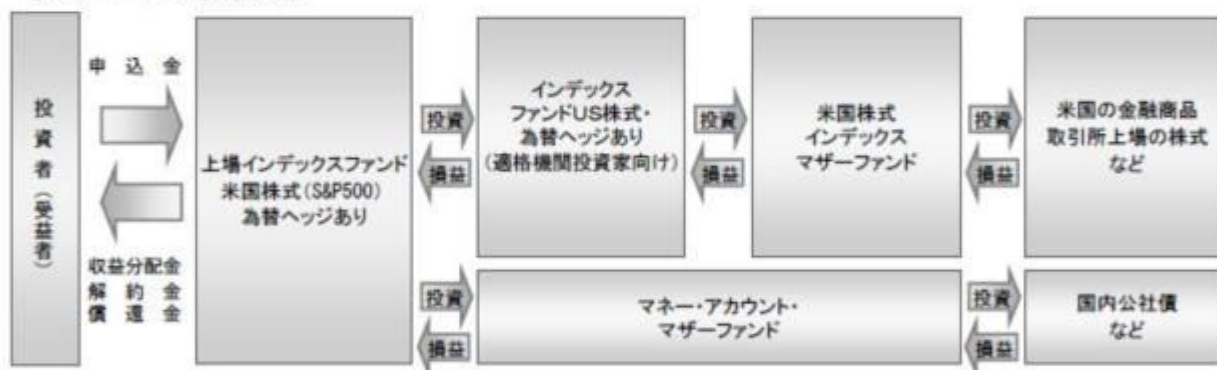 投資者(受益者)
申込金
収益分配金
解約金
償還金
上場インデックスファンド
米国株式(S&P500)
為替ヘッジあり
投資
損益
インデックス
ファンドUS株式・
為替ヘッジあり
(適格機関投資家向け)
投資
損益
米国株式
インデックス
マザーファンド
投資
損益
米国の金融商品
取引所上場の株式
など
投資
損益
マネー・アカウント・
マザーファンド
投資
損益
国内公社債
など